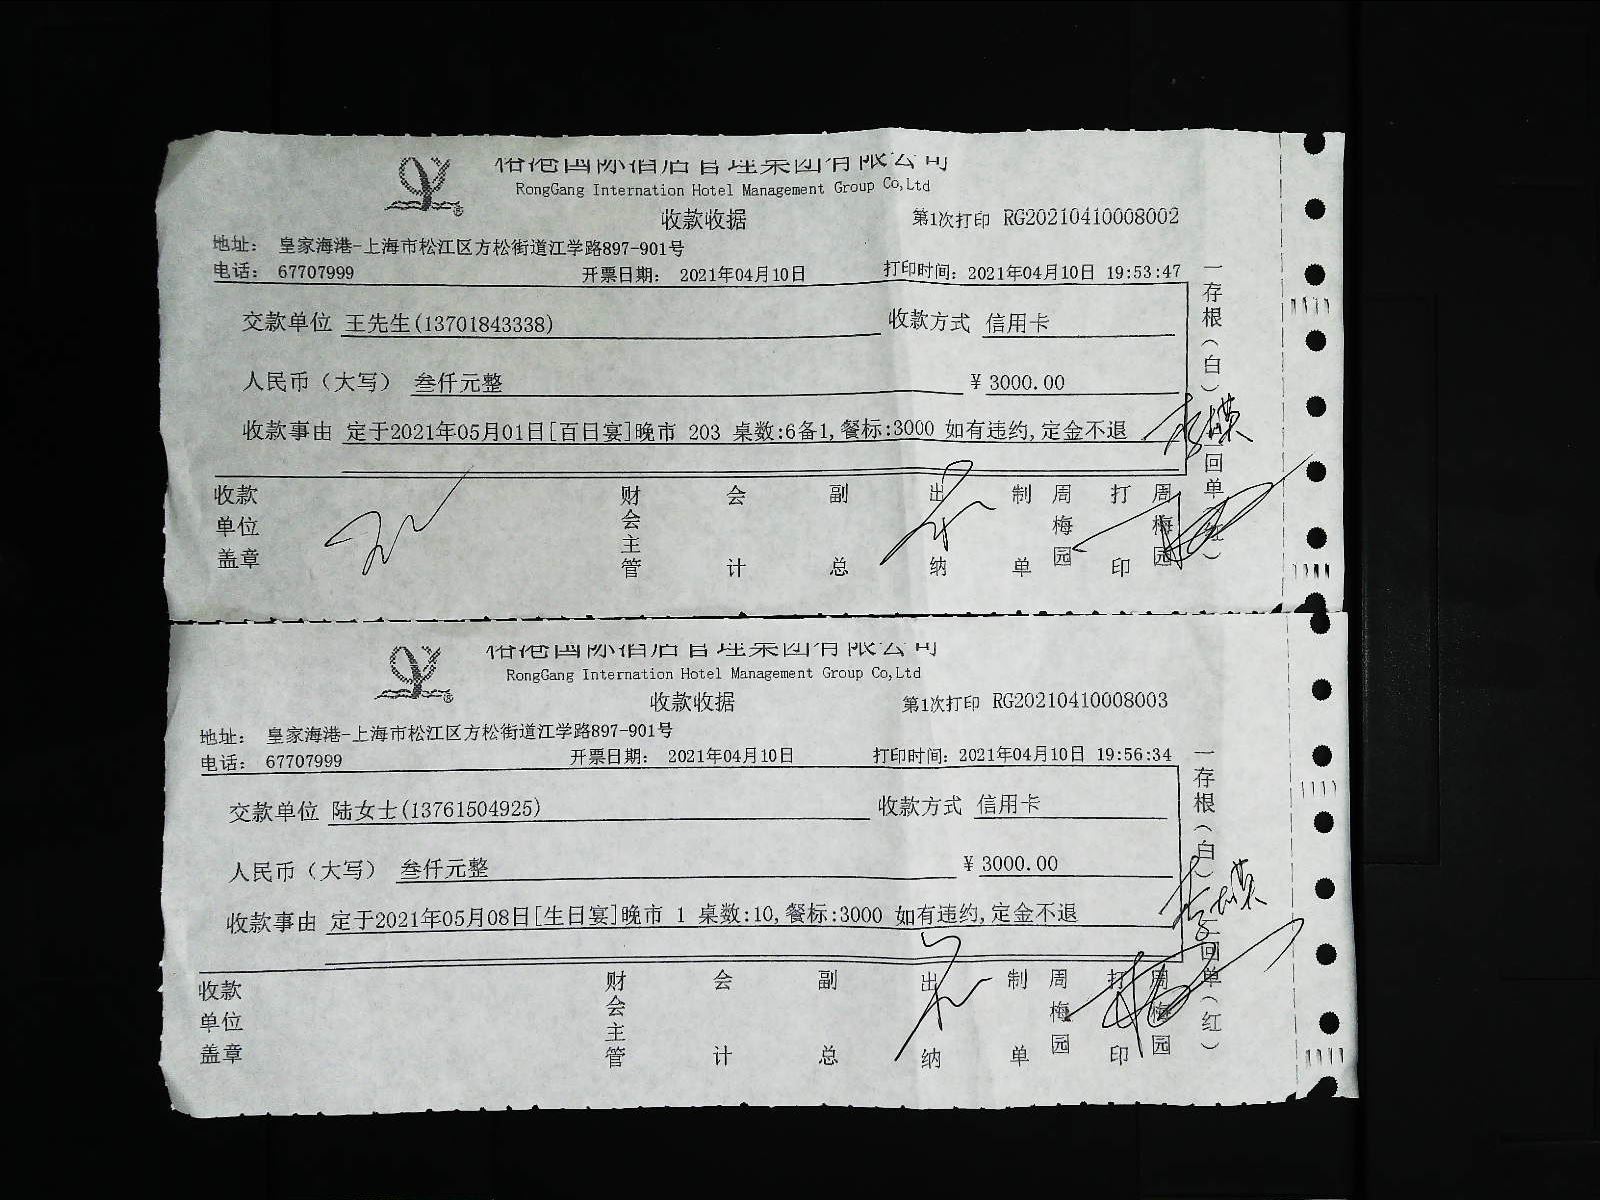 裕港国际酒店管理集团有限公司
RongGang Internation Hotel Management Group Co,Ltd
收款收据
第1次打印 RG20210410008002
地址: 皇家海港-上海市松江区方松街道江学路897-901号
电话: 67707999 开票日期: 2021年04月10日 打印时间: 2021年04月10日 19:53:47
交款单位 王先生(13701843338) 收款方式 信用卡
人民币(大写) 叁仟元整 ¥ 3000.00
收款事由 定于2021年05月01日[百日宴]晚市 203 桌数:6备1,餐标:3000 如有违约,定金不退
收款单位盖章 财会主管 会计 副总 出纳 制单 周梅园 打印 周梅园
一存根(白) 回单(红)
裕港国际酒店管理集团有限公司
RongGang Internation Hotel Management Group Co,Ltd
收款收据
第1次打印 RG20210410008003
地址: 皇家海港-上海市松江区方松街道江学路897-901号
电话: 67707999 开票日期: 2021年04月10日 打印时间: 2021年04月10日 19:56:34
交款单位 陆女士(13761504925) 收款方式 信用卡
人民币(大写) 叁仟元整 ¥ 3000.00
收款事由 定于2021年05月08日[生日宴]晚市 1 桌数:10,餐标:3000 如有违约,定金不退
收款单位盖章 财会主管 会计 副总 出纳 制单 周梅园 打印 周梅园
一存根(白) 回单(红)